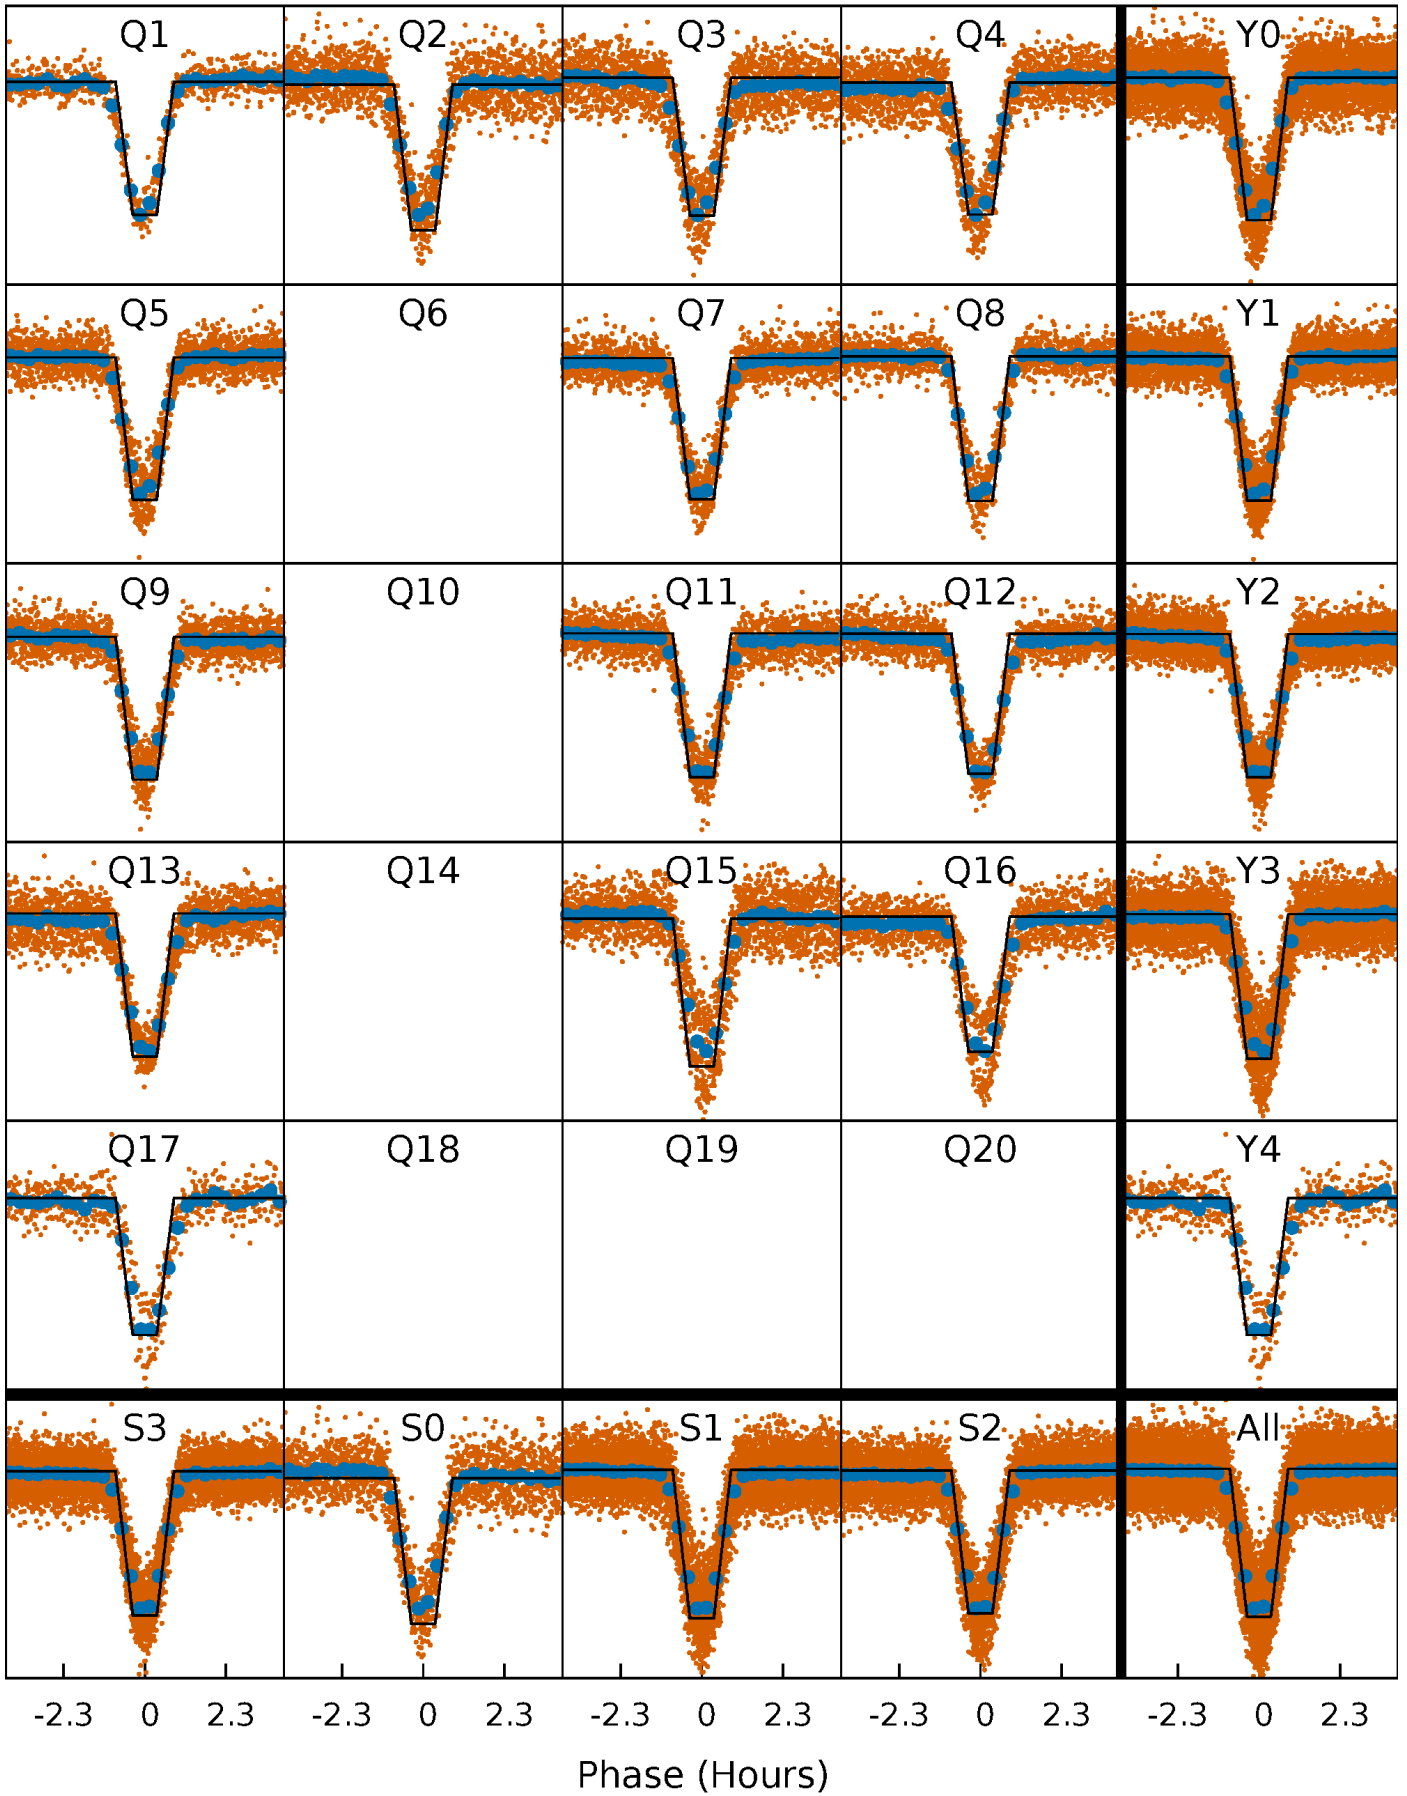 Q1 Q2 Q3 Q4 Y0
Q5 Q6 Q7 Q8 Y1
Q9 Q10 Q11 Q12 Y2
Q13 Q14 Q15 Q16 Y3
Q17 Q18 Q19 Q20 Y4
S3 S0 S1 S2 All
-2.3 0 2.3 -2.3 0 2.3 -2.3 0 2.3 -2.3 0 2.3 -2.3 0 2.3
Phase (Hours)